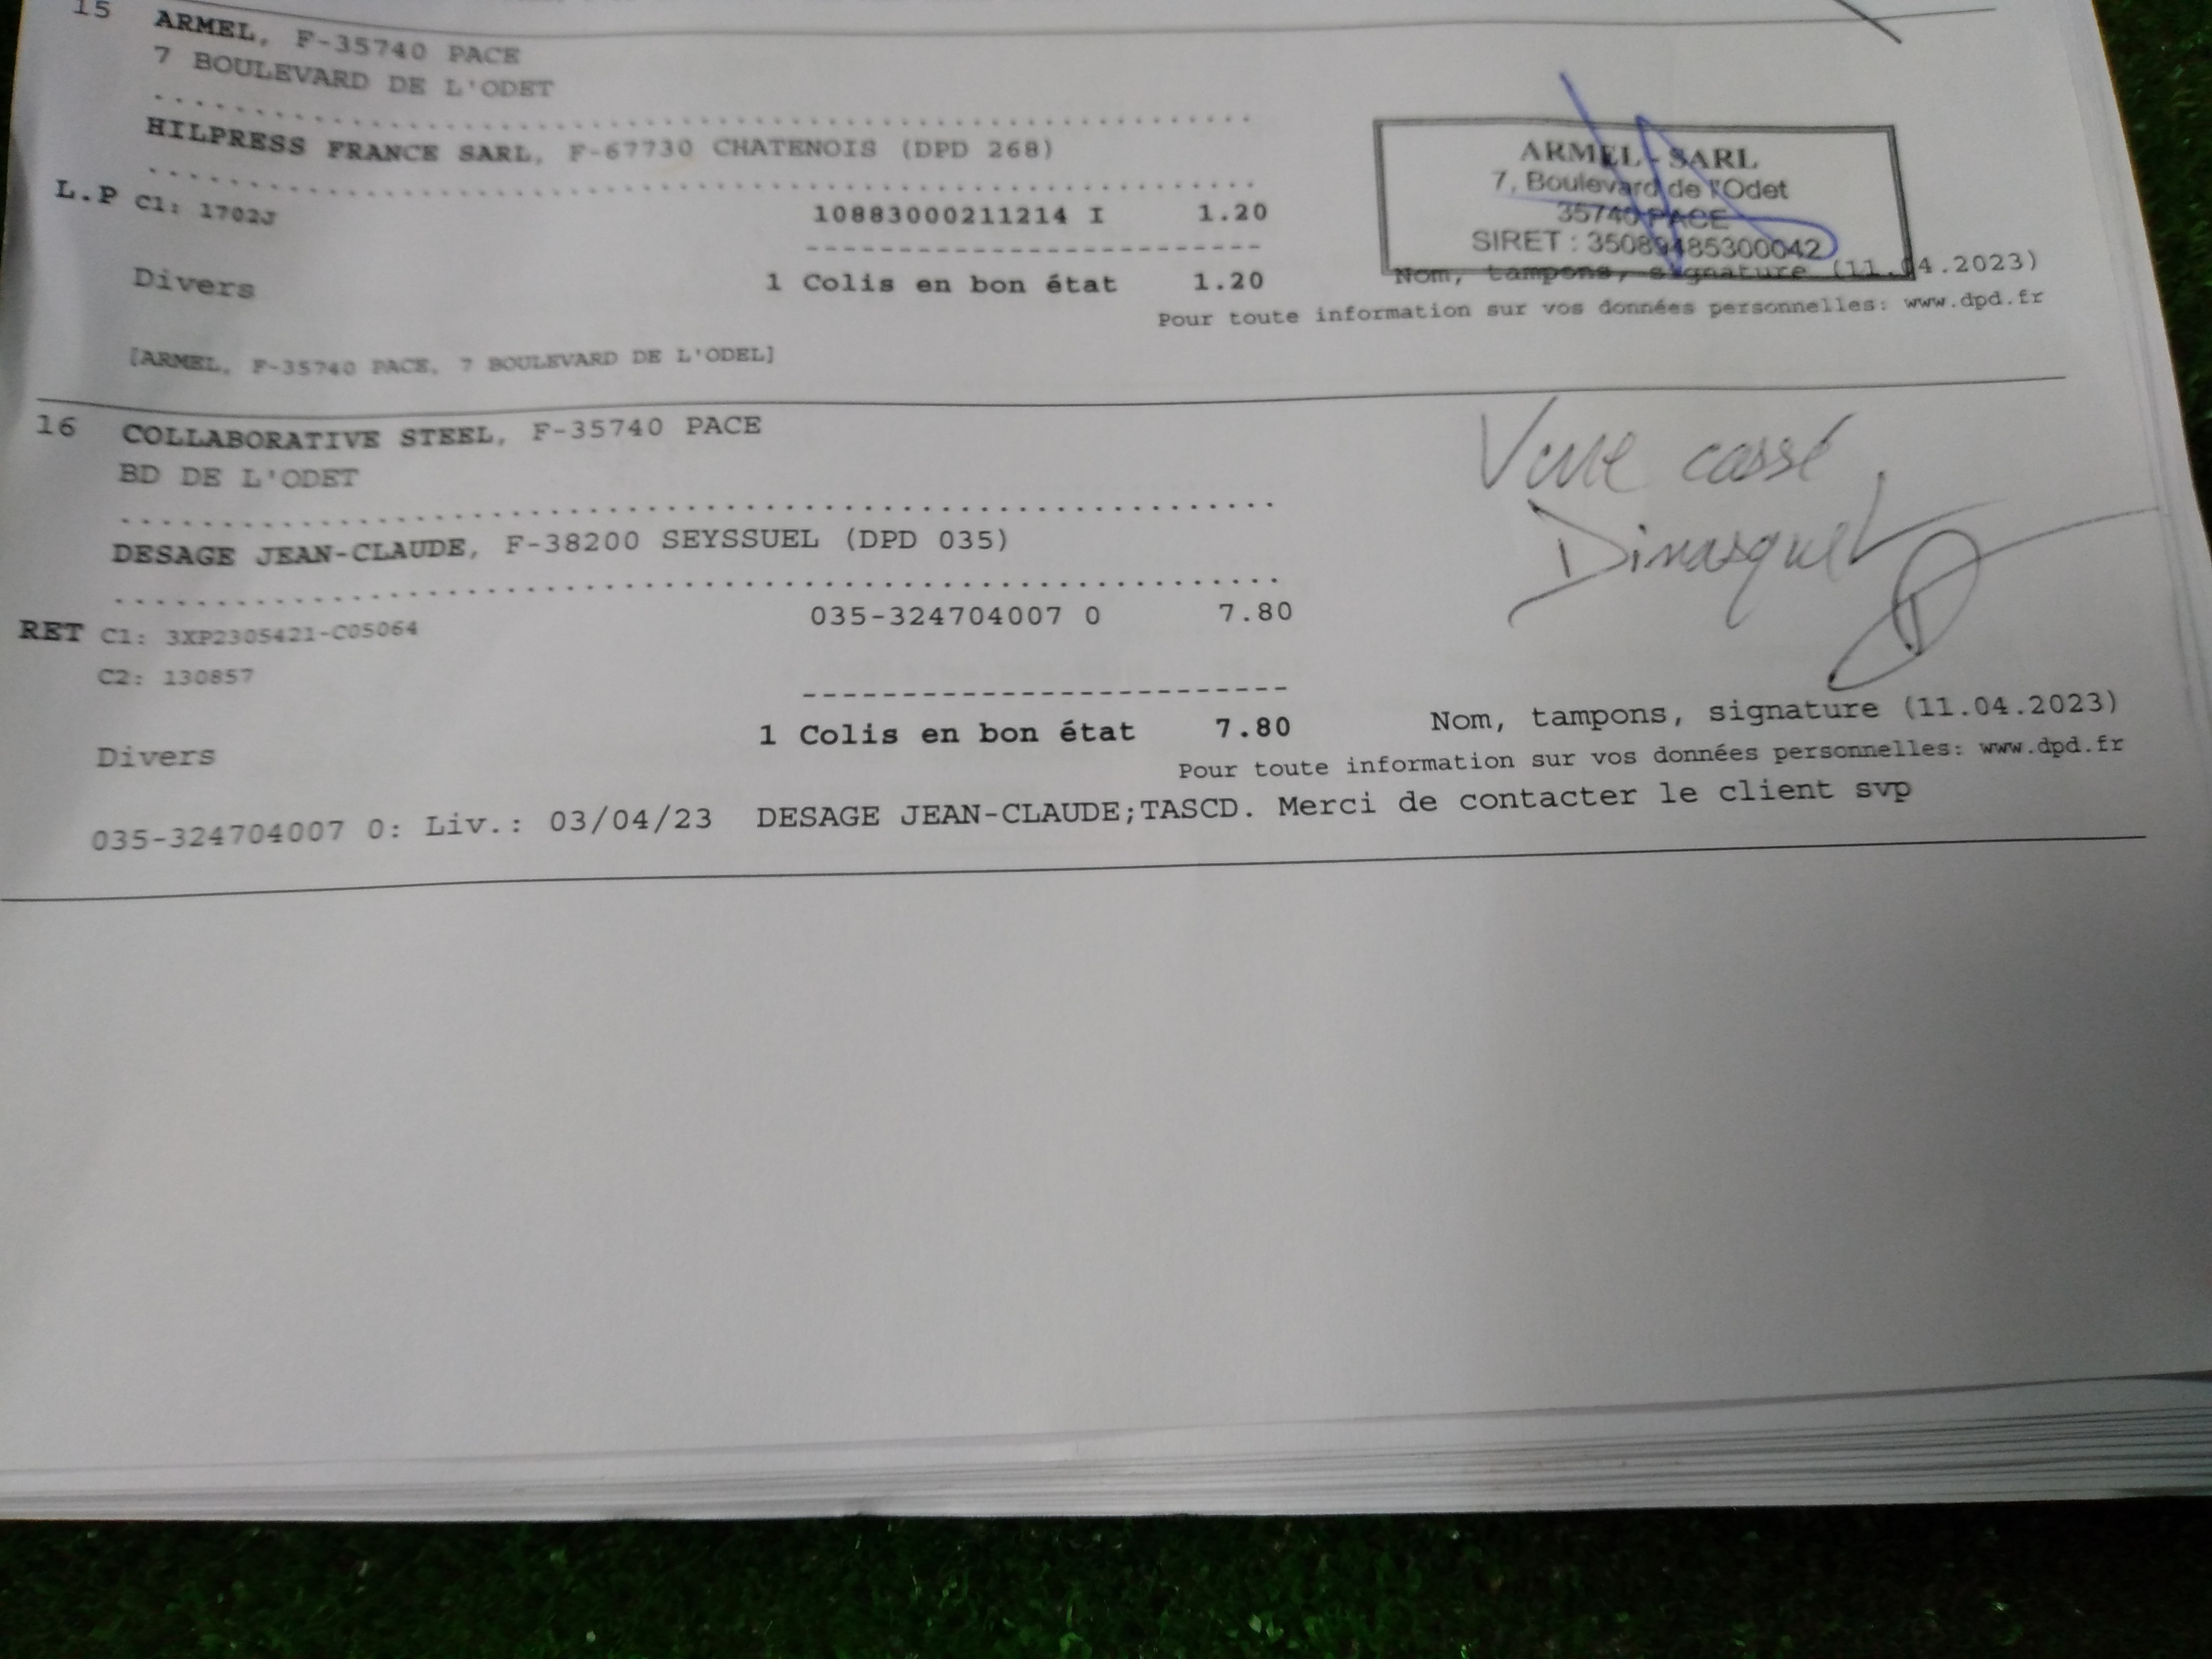 15 ARMEL, F-35740 PACE
7 BOULEVARD DE L'ODET
HILPRESS FRANCE SARL, F-67730 CHATENOIS (DPD 268)
L.P C1: 1702J 10883000211214 I 1.20
Divers 1 Colis en bon état 1.20
ARMEL - SARL
7, Boulevard de l'Odet
35740 PACE
SIRET : 35089485300042
Nom, tampons, signature (11.04.2023)
Pour toute information sur vos données personnelles: www.dpd.fr
[ARMEL, F-35740 PACE, 7 BOULEVARD DE L'ODEL]
16 COLLABORATIVE STEEL, F-35740 PACE
BD DE L'ODET
DESAGE JEAN-CLAUDE, F-38200 SEYSSUEL (DPD 035)
RET C1: 3XP2305421-C05064 035-324704007 0 7.80
C2: 130857
Divers 1 Colis en bon état 7.80
Verre cassé
Dimasquet
Nom, tampons, signature (11.04.2023)
Pour toute information sur vos données personnelles: www.dpd.fr
035-324704007 0: Liv.: 03/04/23 DESAGE JEAN-CLAUDE;TASCD. Merci de contacter le client svp